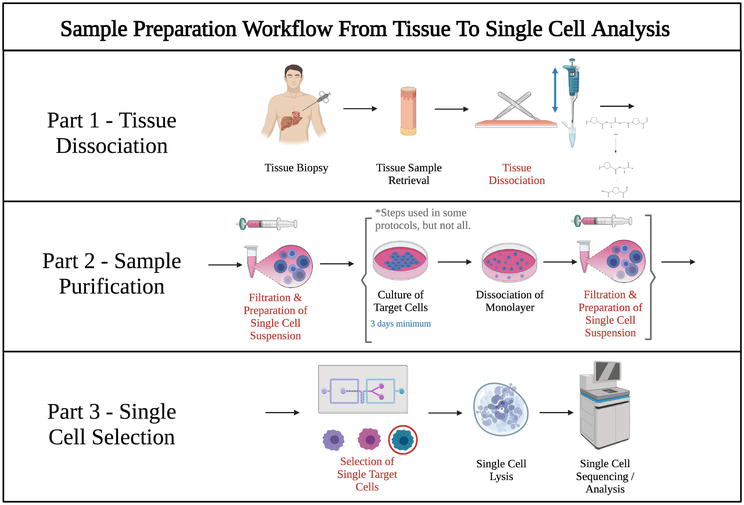 Sample Preparation Workflow From Tissue To Single Cell Analysis
Part 1 - Tissue
Dissociation
Tissue Biopsy
Tissue Sample
Retrieval
Tissue
Dissociation
Part 2 - Sample
Purification
Filtration &
Preparation of
Single Cell
Suspension
*Steps used in some
protocols, but not all.
Culture of
Target Cells
3 days minimum
Dissociation of
Monolayer
Filtration &
Preparation of
Single Cell
Suspension
Part 3 - Single
Cell Selection
Selection of
Single Target
Cells
Single Cell
Lysis
Single Cell
Sequencing /
Analysis